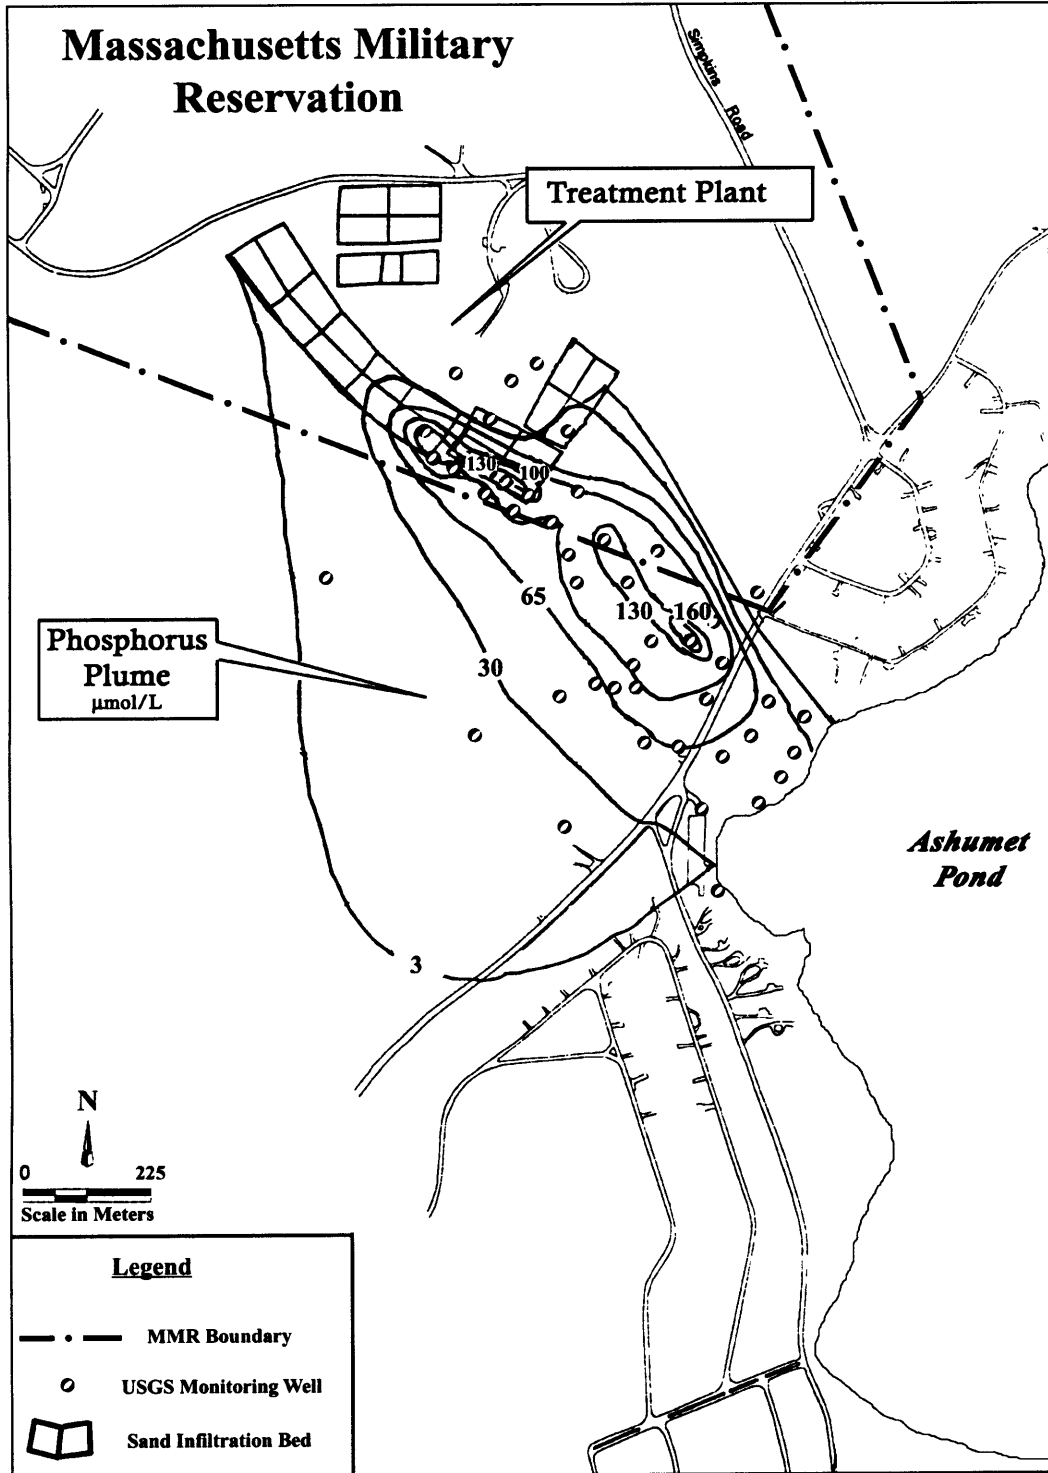 Massachusetts Military
Reservation
Simpkins Road
Treatment Plant
130
100
65
130
160
Phosphorus
Plume
μmol/L
30
Ashumet
Pond
3
N
0 225
Scale in Meters
Legend
MMR Boundary
USGS Monitoring Well
Sand Infiltration Bed